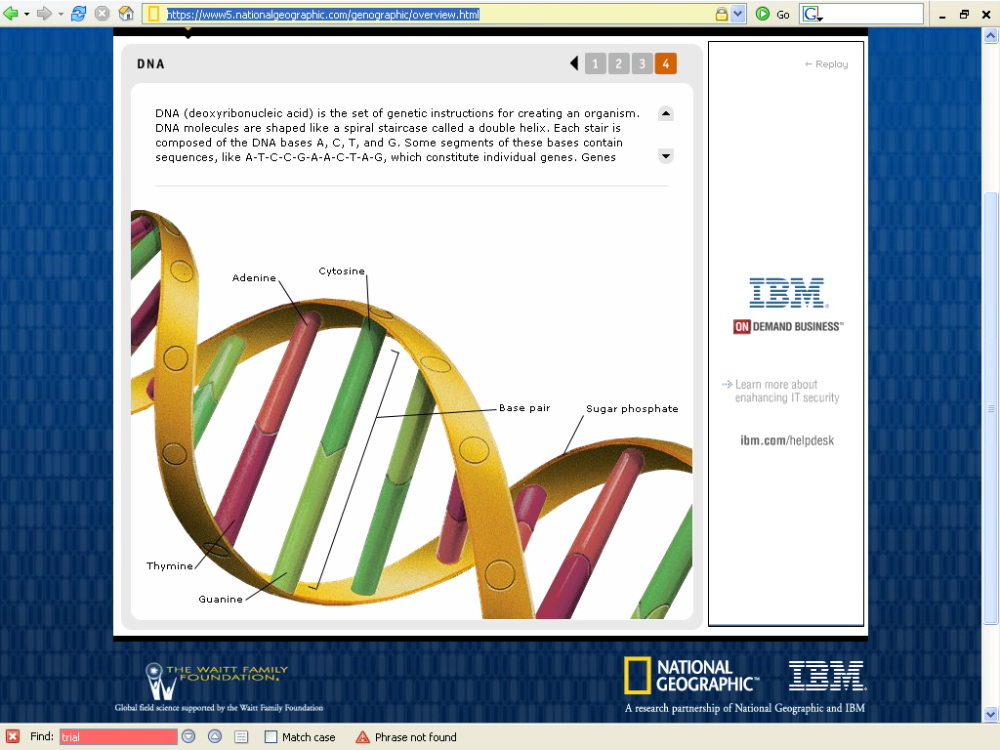 https://www5.nationalgeographic.com/genographic/overview.html
Go
G
DNA
1 2 3 4
← Replay
DNA (deoxyribonucleic acid) is the set of genetic instructions for creating an organism.
DNA molecules are shaped like a spiral staircase called a double helix. Each stair is
composed of the DNA bases A, C, T, and G. Some segments of these bases contain
sequences, like A-T-C-C-G-A-A-C-T-A-G, which constitute individual genes. Genes
Adenine
Cytosine
Base pair
Sugar phosphate
Thymine
Guanine
IBM®
ON DEMAND BUSINESS™
Learn more about
enahancing IT security
ibm.com/helpdesk
THE WAITT FAMILY
FOUNDATION.
Global field science supported by the Waitt Family Foundation
NATIONAL
GEOGRAPHIC™
IBM®
A research partnership of National Geographic and IBM
Find: trial
Match case
Phrase not found